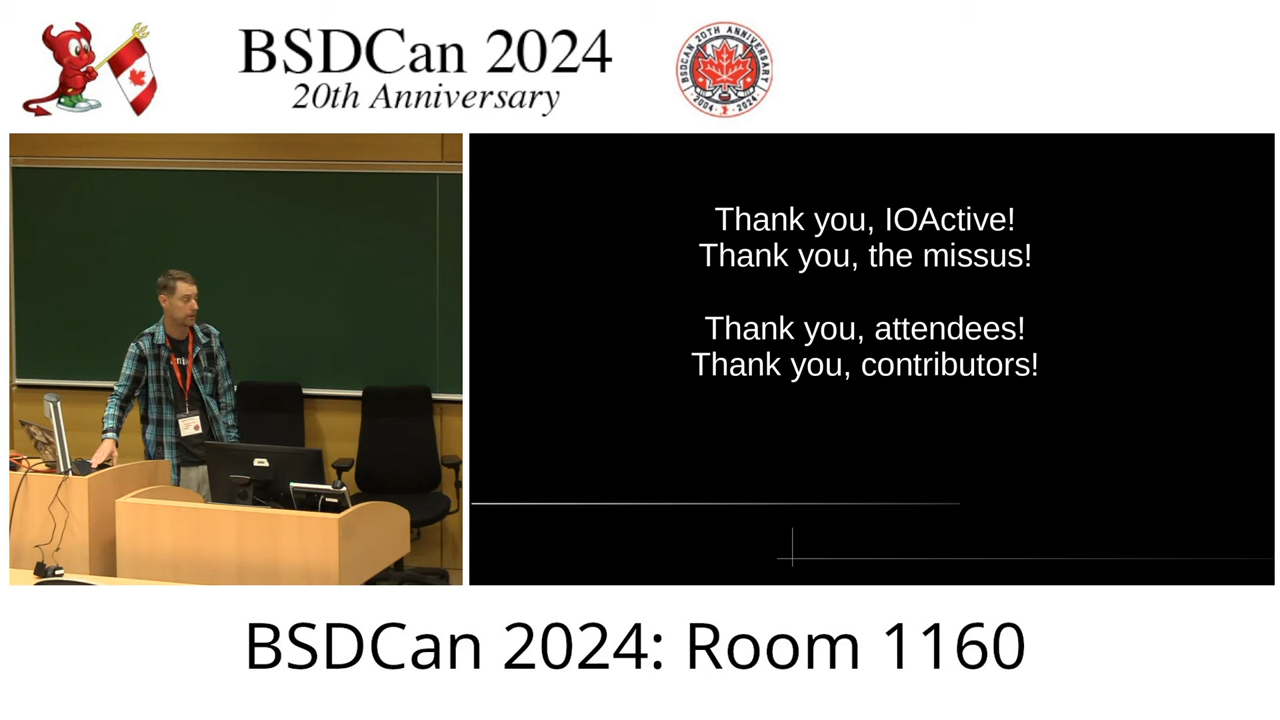 BSDCan 2024
20th Anniversary
BSDCAN 20TH ANNIVERSARY
2004 2024
Thank you, IOActive!
Thank you, the missus!
Thank you, attendees!
Thank you, contributors!
BSDCan 2024: Room 1160